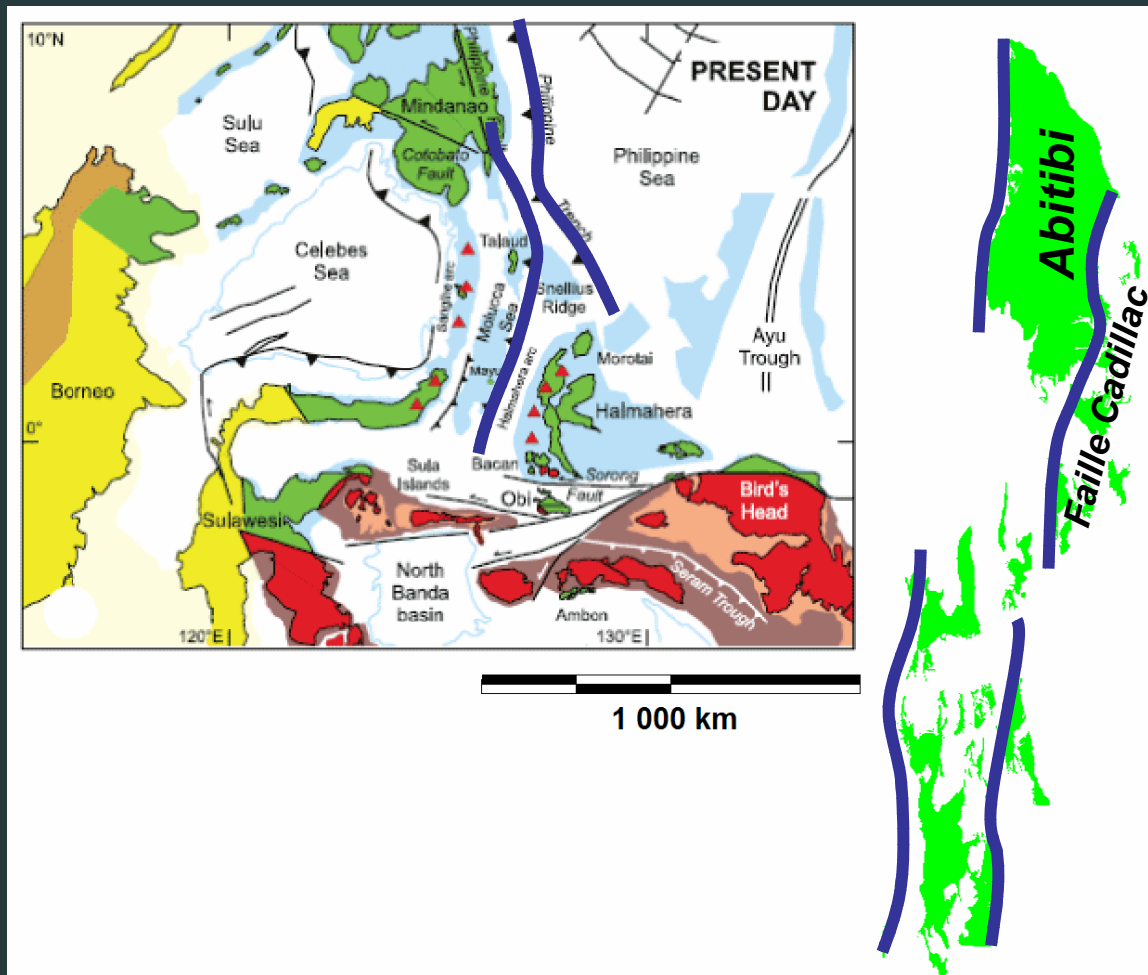 10°N
PRESENT
DAY
Philippine
Philippine
Mindanao
Sulu
Sea
Cotobato
Fault
Philippine
Sea
Trench
Celebes
Sea
Talaud
Sangihe arc
Molucca
Sea
Snellius
Ridge
Ayu
Trough
II
Morotai
Halmahera arc
Halmahera
Borneo
0°
Sula
Islands
Bacan
Sorong
Fault
Obi
Bird's
Head
Sulawesi
North
Banda
basin
Seram Trough
Ambon
120°E
130°E
1 000 km
Abitibi
Faille Cadillac